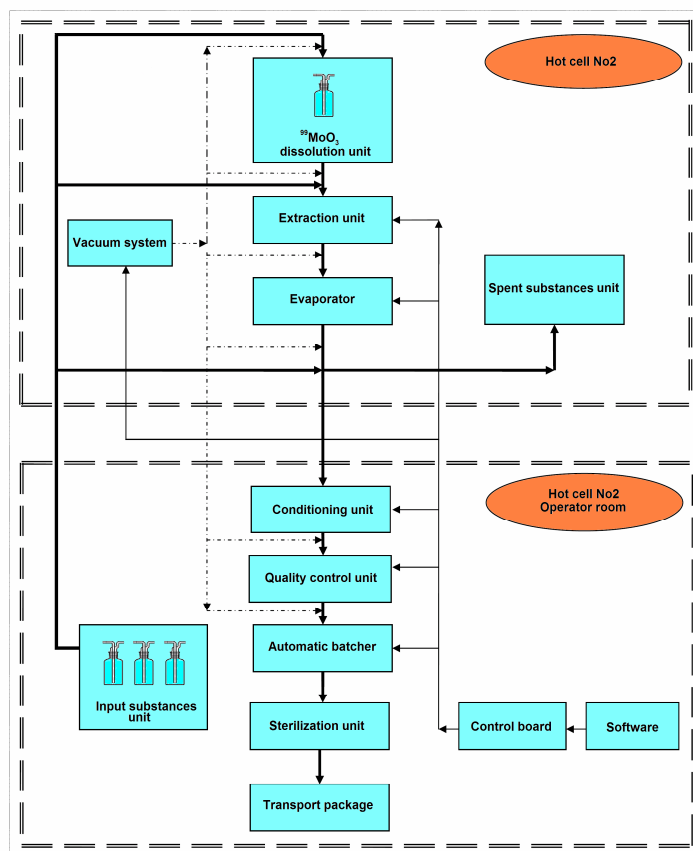 Hot cell No2
⁹⁹MoO₃
dissolution unit
Extraction unit
Vacuum system
Evaporator
Spent substances unit
Hot cell No2
Operator room
Conditioning unit
Quality control unit
Automatic batcher
Input substances
unit
Sterilization unit
Control board
Software
Transport package